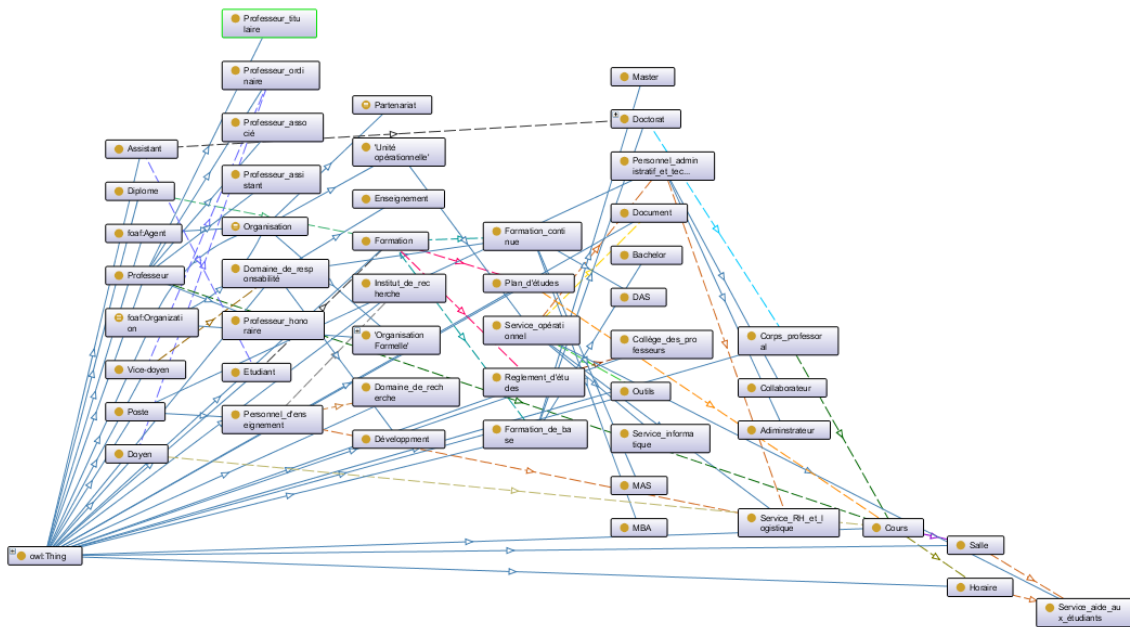 Professeur_titu
laire
Professeur_ordi
naire
Professeur_asso
cié
Professeur_assi
stant
Organisation
Domaine_de_resp
onsabilité
Professeur_hono
raire
Etudiant
Personnel_d'ens
eignement
Assistant
Diplome
foaf:Agent
Professeur
foaf:Organizati
on
Vice-doyen
Poste
Doyen
owl:Thing
Partenariat
'Unité
opérationnelle'
Enseignement
Formation
Institut_de_rec
herche
'Organisation
Formelle'
Domaine_de_rech
erche
Développment
Formation_conti
nue
Plan_d'études
Service_opérati
onnel
Reglement_d'étu
des
Formation_de_ba
se
Master
Doctorat
Personnel_admin
istratif_et_tec...
Document
Bachelor
DAS
Collège_des_pro
fesseurs
Outils
Service_informa
tique
MAS
MBA
Corps_professor
al
Collaborateur
Adiminstrateur
Service_RH_et_l
ogistique
Cours
Salle
Horaire
Service_aide_au
x_étudiants